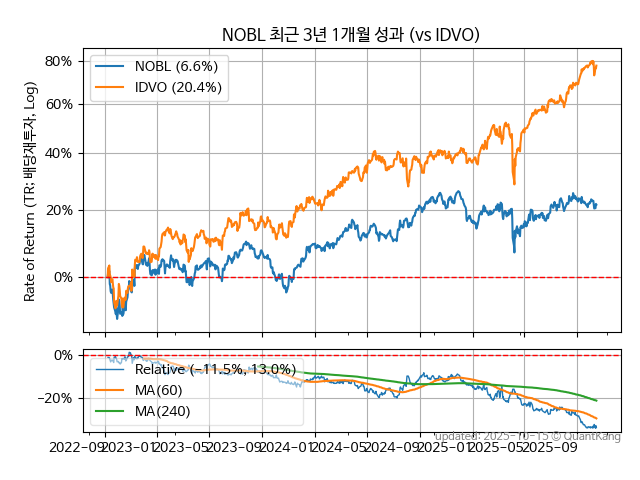 NOBL 최근 3년 1개월 성과 (vs IDVO)
Rate of Return (TR: 배당재투자, Log)
80%
60%
40%
20%
0%
NOBL (6.6%)
IDVO (20.4%)
0%
−20%
Relative (−11.5%, 13.0%)
MA(60)
MA(240)
updated: 2025-10-15 © QuantKang
2022-09 2023-01 2023-05 2023-09 2024-01 2024-05 2024-09 2025-01 2025-05 2025-09